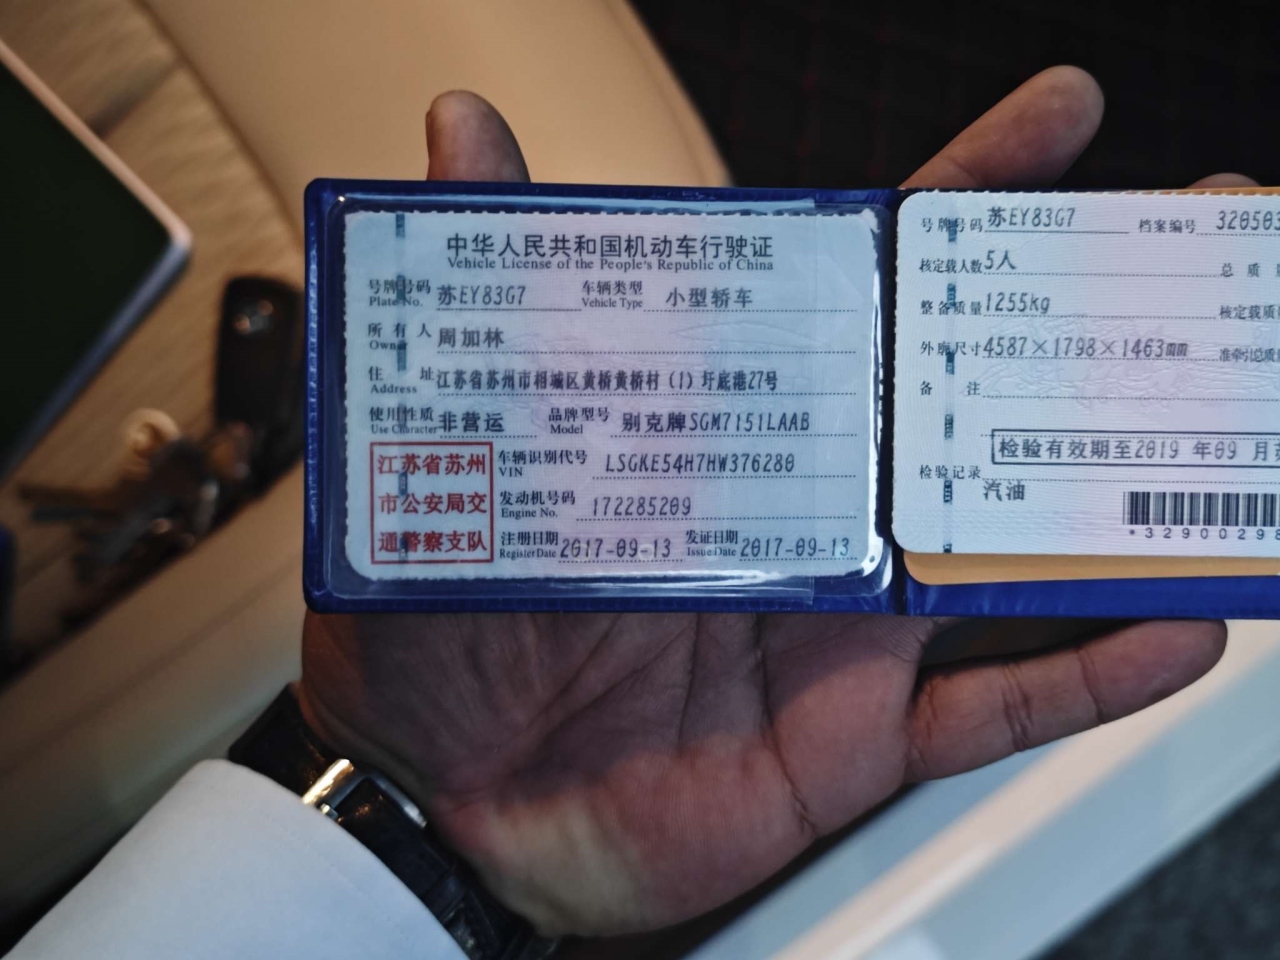 中华人民共和国机动车行驶证
Vehicle License of the People's Republic of China
号牌号码 Plate No. 苏EY83G7 车辆类型 Vehicle Type 小型轿车
所有人 Owner 周加林
住址 Address 江苏省苏州市相城区黄桥黄桥村(1)圩底港27号
使用性质 Use Character 非营运 品牌型号 Model 别克牌SGM7151LAAB
江苏省苏州
市公安局交
通警察支队
车辆识别代号 VIN LSGKE54H7HW376280
发动机号码 Engine No. 172285209
注册日期 Register Date 2017-09-13 发证日期 Issue Date 2017-09-13
号牌号码 苏EY83G7 档案编号 320503
核定载人数 5人 总质
整备质量 1255kg 核定载质
外廓尺寸 4587×1798×1463mm 准牵引总质
备注
检验有效期至2019 年09 月
检验记录
汽油
*32900298